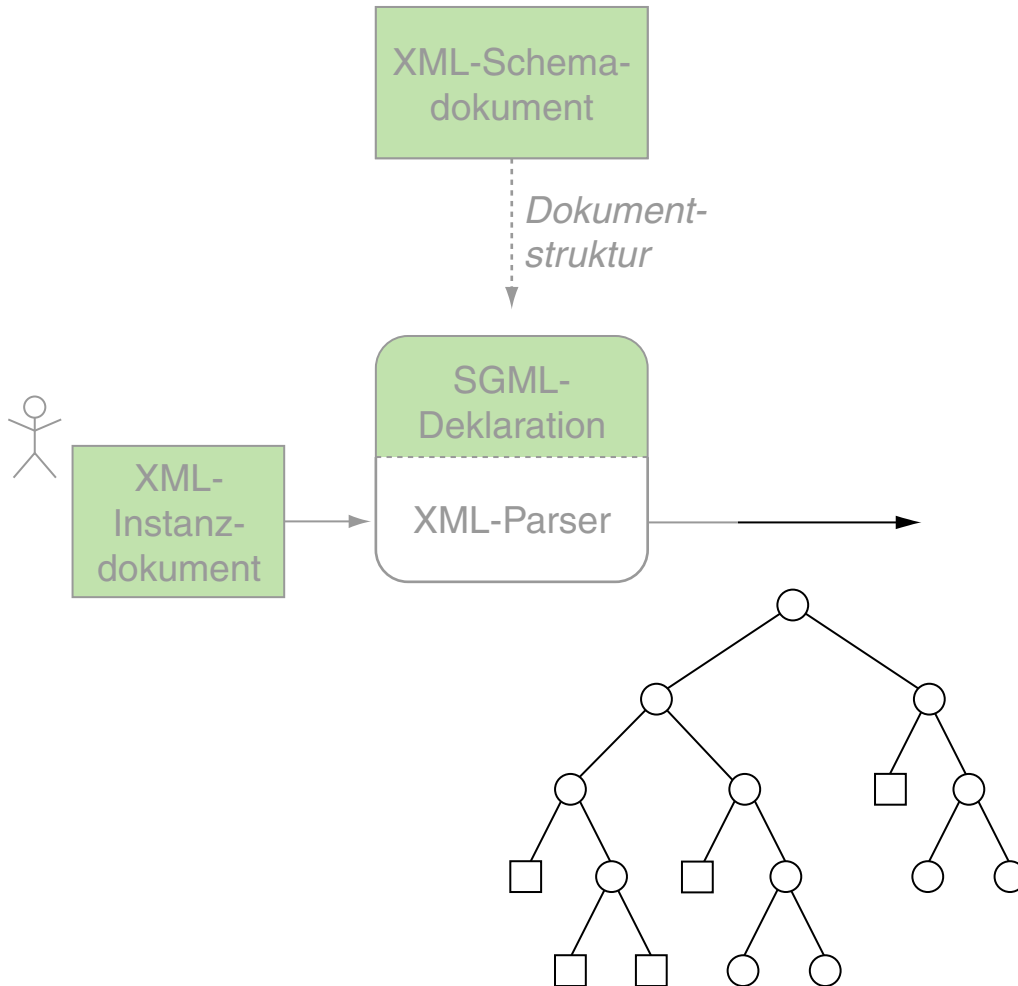 XML-Schema-
dokument
Dokument-
struktur
SGML-
Deklaration
XML-
Instanz-
dokument
XML-Parser